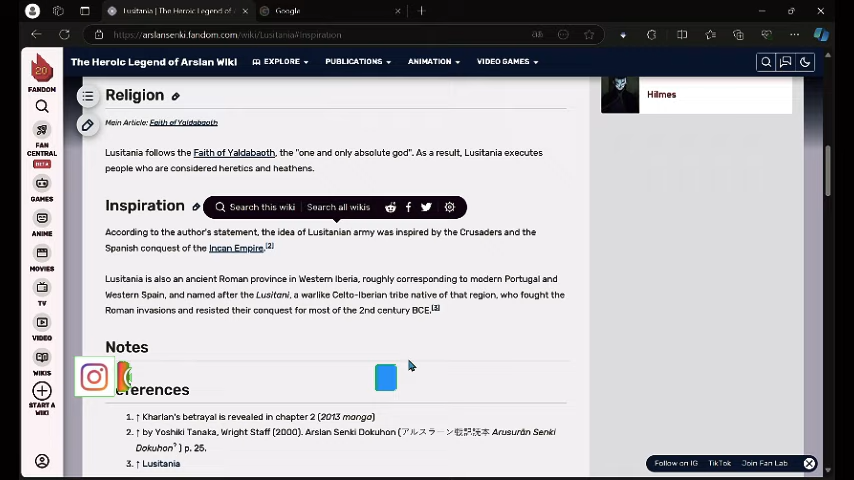 Lusitania | The Heroic Legend of A
Google
https://arslansenki.fandom.com/wiki/Lusitania#Inspiration
20
The Heroic Legend of Arslan Wiki
EXPLORE
PUBLICATIONS
ANIMATION
VIDEO GAMES
FANDOM
FAN CENTRAL
BETA
GAMES
ANIME
MOVIES
TV
VIDEO
WIKIS
START A WIKI
Religion
Main Article: Faith of Yaldabaoth
Lusitania follows the Faith of Yaldabaoth, the "one and only absolute god". As a result, Lusitania executes
people who are considered heretics and heathens.
Inspiration
Search this wiki
Search all wikis
According to the author's statement, the idea of Lusitanian army was inspired by the Crusaders and the
Spanish conquest of the Incan Empire.[2]
Lusitania is also an ancient Roman province in Western Iberia, roughly corresponding to modern Portugal and
Western Spain, and named after the Lusitani, a warlike Celto-Iberian tribe native of that region, who fought the
Roman invasions and resisted their conquest for most of the 2nd century BCE.[3]
Notes
erences
1. ↑ Kharlan's betrayal is revealed in chapter 2 (2013 manga)
2. ↑ by Yoshiki Tanaka, Wright Staff (2000). Arslan Senki Dokuhon (アルスラーン戦記読本 Arusurān Senki
Dokuhon? ) p. 25.
3. ↑ Lusitania
Hilmes
Follow on IG
TikTok
Join Fan Lab